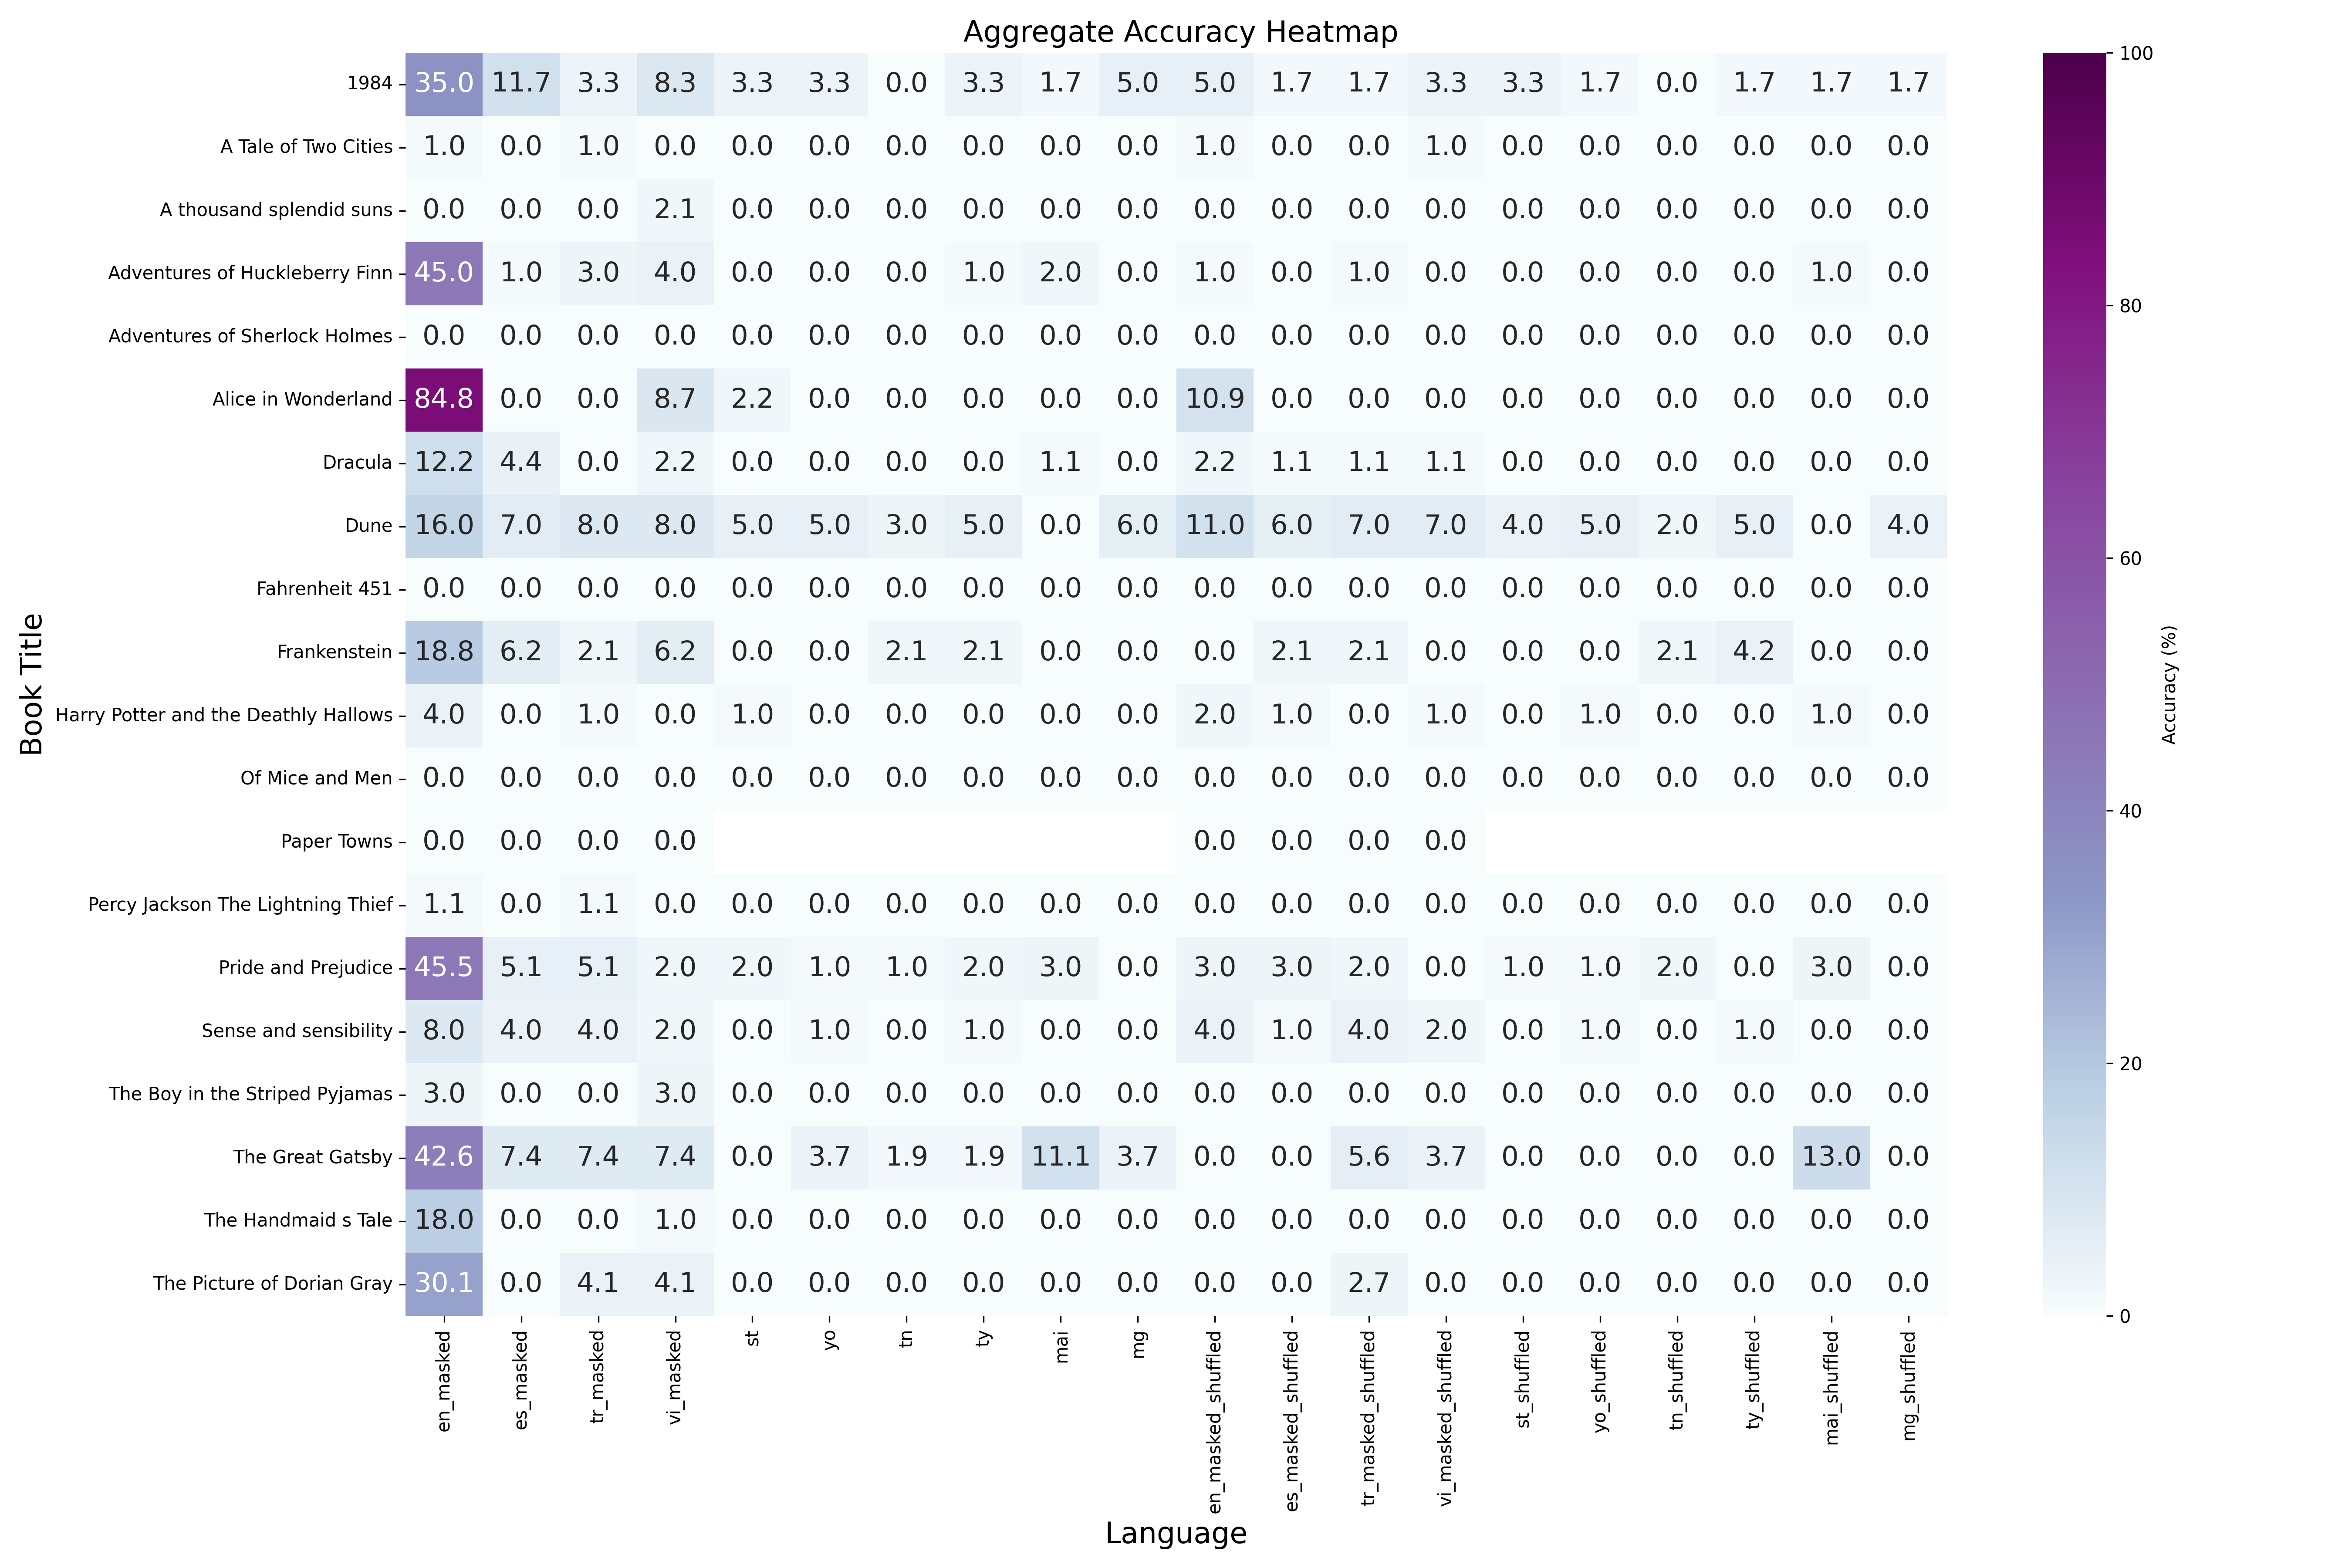 Aggregate Accuracy Heatmap
1984 35.0 11.7 3.3 8.3 3.3 3.3 0.0 3.3 1.7 5.0 5.0 1.7 1.7 3.3 3.3 1.7 0.0 1.7 1.7 1.7
A Tale of Two Cities 1.0 0.0 1.0 0.0 0.0 0.0 0.0 0.0 0.0 0.0 1.0 0.0 0.0 1.0 0.0 0.0 0.0 0.0 0.0 0.0
A thousand splendid suns 0.0 0.0 0.0 2.1 0.0 0.0 0.0 0.0 0.0 0.0 0.0 0.0 0.0 0.0 0.0 0.0 0.0 0.0 0.0 0.0
Adventures of Huckleberry Finn 45.0 1.0 3.0 4.0 0.0 0.0 0.0 1.0 2.0 0.0 1.0 0.0 1.0 0.0 0.0 0.0 0.0 0.0 1.0 0.0
Adventures of Sherlock Holmes 0.0 0.0 0.0 0.0 0.0 0.0 0.0 0.0 0.0 0.0 0.0 0.0 0.0 0.0 0.0 0.0 0.0 0.0 0.0 0.0
Alice in Wonderland 84.8 0.0 0.0 8.7 2.2 0.0 0.0 0.0 0.0 0.0 10.9 0.0 0.0 0.0 0.0 0.0 0.0 0.0 0.0 0.0
Dracula 12.2 4.4 0.0 2.2 0.0 0.0 0.0 0.0 1.1 0.0 2.2 1.1 1.1 1.1 0.0 0.0 0.0 0.0 0.0 0.0
Dune 16.0 7.0 8.0 8.0 5.0 5.0 3.0 5.0 0.0 6.0 11.0 6.0 7.0 7.0 4.0 5.0 2.0 5.0 0.0 4.0
Fahrenheit 451 0.0 0.0 0.0 0.0 0.0 0.0 0.0 0.0 0.0 0.0 0.0 0.0 0.0 0.0 0.0 0.0 0.0 0.0 0.0 0.0
Frankenstein 18.8 6.2 2.1 6.2 0.0 0.0 2.1 2.1 0.0 0.0 0.0 2.1 2.1 0.0 0.0 0.0 2.1 4.2 0.0 0.0
Harry Potter and the Deathly Hallows 4.0 0.0 1.0 0.0 1.0 0.0 0.0 0.0 0.0 0.0 2.0 1.0 0.0 1.0 0.0 1.0 0.0 0.0 1.0 0.0
Of Mice and Men 0.0 0.0 0.0 0.0 0.0 0.0 0.0 0.0 0.0 0.0 0.0 0.0 0.0 0.0 0.0 0.0 0.0 0.0 0.0 0.0
Paper Towns 0.0 0.0 0.0 0.0 0.0 0.0 0.0 0.0
Percy Jackson The Lightning Thief 1.1 0.0 1.1 0.0 0.0 0.0 0.0 0.0 0.0 0.0 0.0 0.0 0.0 0.0 0.0 0.0 0.0 0.0 0.0 0.0
Pride and Prejudice 45.5 5.1 5.1 2.0 2.0 1.0 1.0 2.0 3.0 0.0 3.0 3.0 2.0 0.0 1.0 1.0 2.0 0.0 3.0 0.0
Sense and sensibility 8.0 4.0 4.0 2.0 0.0 1.0 0.0 1.0 0.0 0.0 4.0 1.0 4.0 2.0 0.0 1.0 0.0 1.0 0.0 0.0
The Boy in the Striped Pyjamas 3.0 0.0 0.0 3.0 0.0 0.0 0.0 0.0 0.0 0.0 0.0 0.0 0.0 0.0 0.0 0.0 0.0 0.0 0.0 0.0
The Great Gatsby 42.6 7.4 7.4 7.4 0.0 3.7 1.9 1.9 11.1 3.7 0.0 0.0 5.6 3.7 0.0 0.0 0.0 0.0 13.0 0.0
The Handmaid s Tale 18.0 0.0 0.0 1.0 0.0 0.0 0.0 0.0 0.0 0.0 0.0 0.0 0.0 0.0 0.0 0.0 0.0 0.0 0.0 0.0
The Picture of Dorian Gray 30.1 0.0 4.1 4.1 0.0 0.0 0.0 0.0 0.0 0.0 0.0 0.0 2.7 0.0 0.0 0.0 0.0 0.0 0.0 0.0
en_masked es_masked tr_masked vi_masked st yo tn ty mai mg en_masked_shuffled es_masked_shuffled tr_masked_shuffled vi_masked_shuffled st_shuffled yo_shuffled tn_shuffled ty_shuffled mai_shuffled mg_shuffled
Language
Book Title
100
80
60
40
20
0
Accuracy (%)